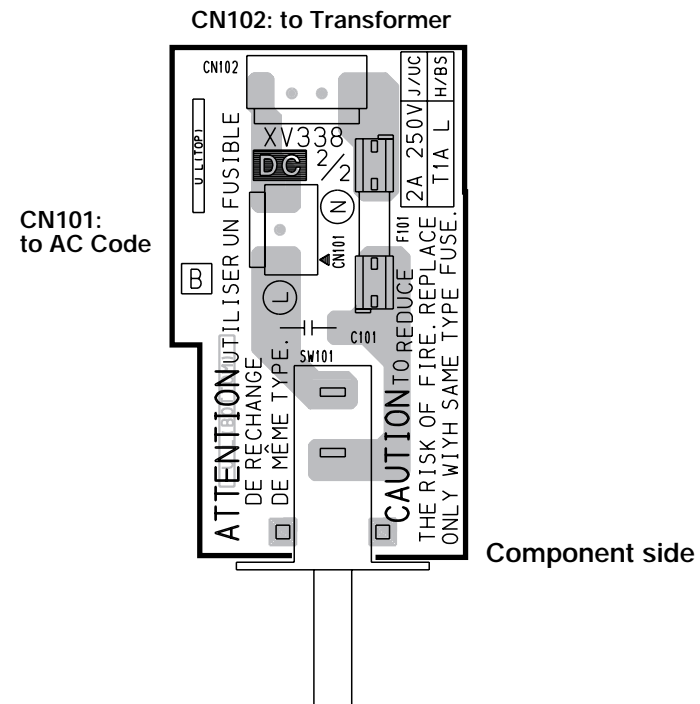 CN102: to Transformer
CN102
J/UC
H/BS
2A 250V
T1A L
U L(TOP)
XV338
DC 2/2
N
F101
CN101
CN101:
to AC Code
B
L
C101
SW101
ATTENTION UTILISER UN FUSIBLE
DE RECHANGE
DE MÊME TYPE.
CAUTION TO REDUCE
THE RISK OF FIRE. REPLACE
ONLY WIYH SAME TYPE FUSE.
Component side